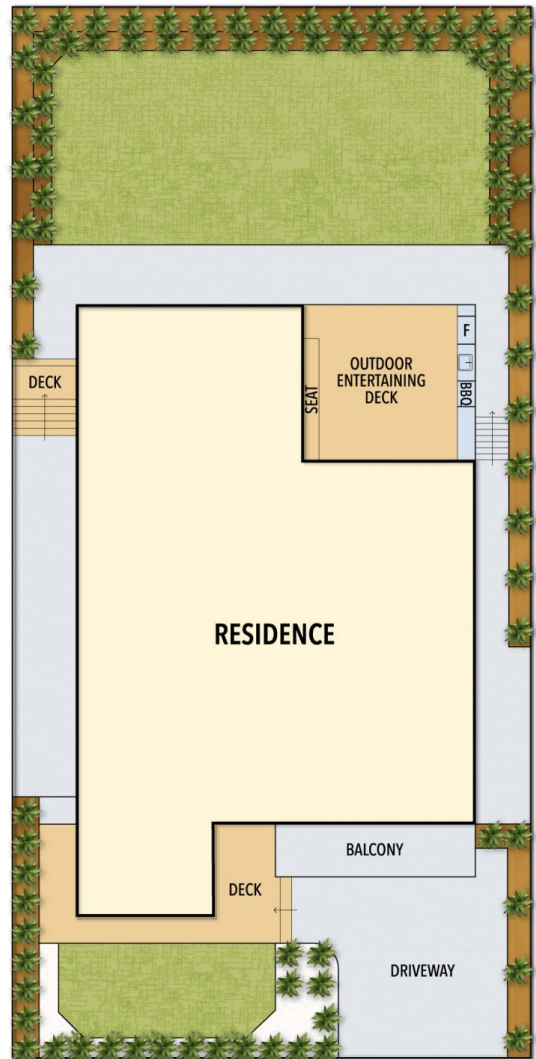 F
DECK
OUTDOOR
ENTERTAINING
DECK
SEAT
BBQ
RESIDENCE
BALCONY
DECK
DRIVEWAY